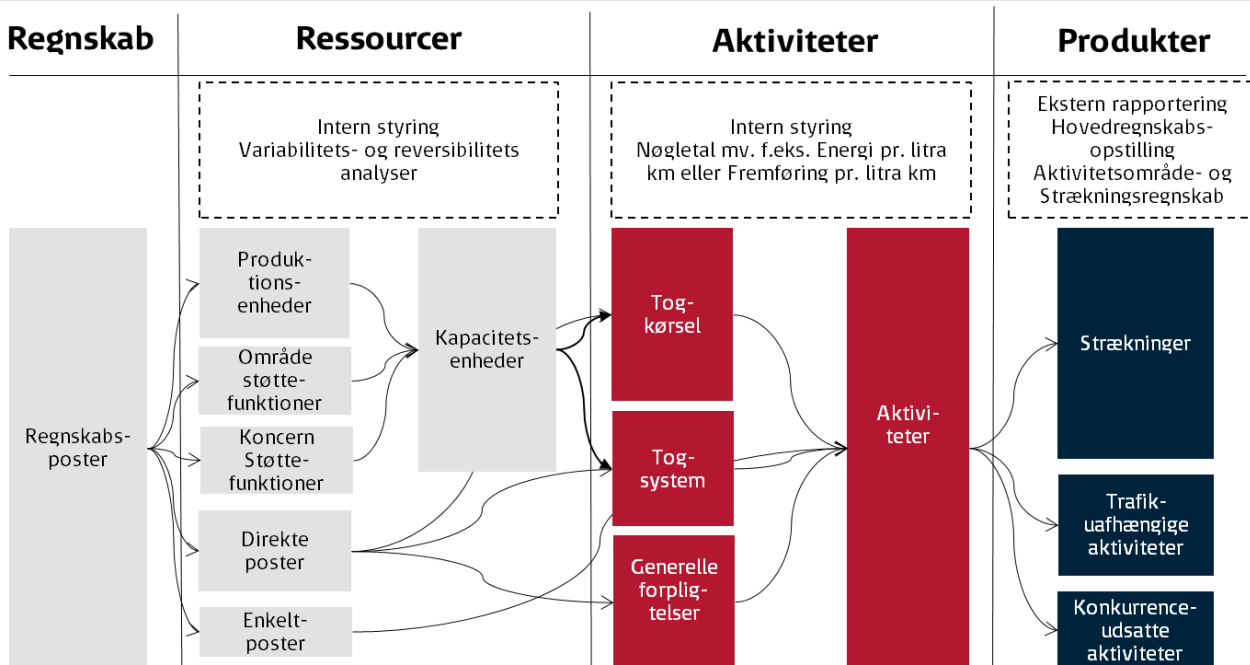 Regnskab
Ressourcer
Aktiviteter
Produkter
Intern styring
Variabilitets- og reversibilitets
analyser
Intern styring
Nøgletal mv. f.eks. Energi pr. litra
km eller Fremføring pr. litra km
Ekstern rapportering
Hovedregnskabs-
opstilling
Aktivitetsområde- og
Strækningsregnskab
Regnskabs-
poster
Produk-
tions-
enheder
Område
støtte-
funktioner
Koncern
Støtte-
funktioner
Direkte
poster
Enkelt-
poster
Kapacitets-
enheder
Tog-
kørsel
Tog-
system
Generelle
forplig-
telser
Aktivi-
teter
Strækninger
Trafik-
uafhængige
aktiviteter
Konkurrence-
udsatte
aktiviteter